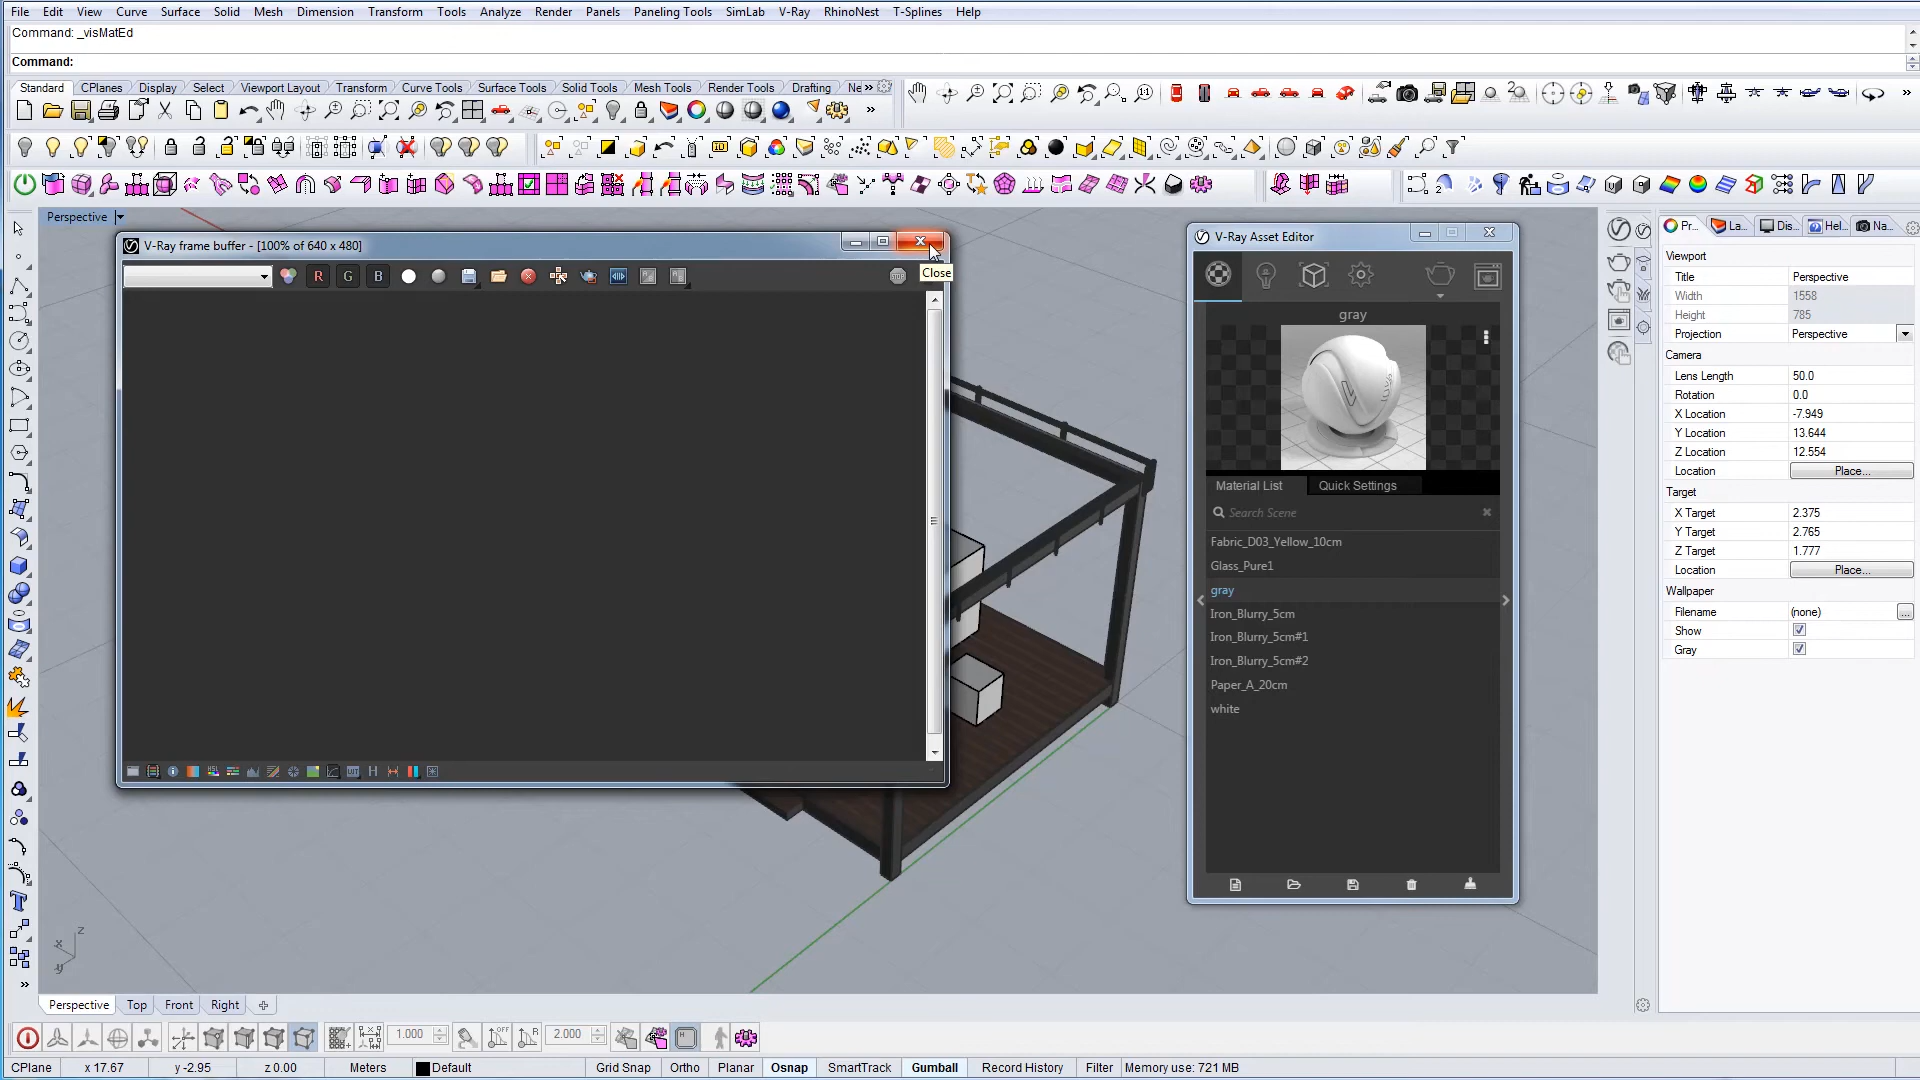 File Edit View Curve Surface Solid Mesh Dimension Transform Tools Analyze Render Panels Paneling Tools SimLab V-Ray RhinoNest T-Splines Help
Command: _visMatEd
Command:
Standard CPlanes Display Select Viewport Layout Transform Curve Tools Surface Tools Solid Tools Mesh Tools Render Tools Drafting Ne
Perspective
V-Ray frame buffer - [100% of 640 x 480]
R G B
Close
V-Ray Asset Editor
gray
Material List Quick Settings
Search Scene
Fabric_D03_Yellow_10cm
Glass_Pure1
gray
Iron_Blurry_5cm
Iron_Blurry_5cm#1
Iron_Blurry_5cm#2
Paper_A_20cm
white
Pr... La... Dis... Hel... Na...
Viewport
Title Perspective
Width 1558
Height 785
Projection Perspective
Camera
Lens Length 50.0
Rotation 0.0
X Location -7.949
Y Location 13.644
Z Location 12.554
Location Place...
Target
X Target 2.375
Y Target 2.765
Z Target 1.777
Location Place...
Wallpaper
Filename (none) ...
Show
Gray
z
x
y
Perspective Top Front Right
1.000 2.000
CPlane x 17.67 y -2.95 z 0.00 Meters Default Grid Snap Ortho Planar Osnap SmartTrack Gumball Record History Filter Memory use: 721 MB